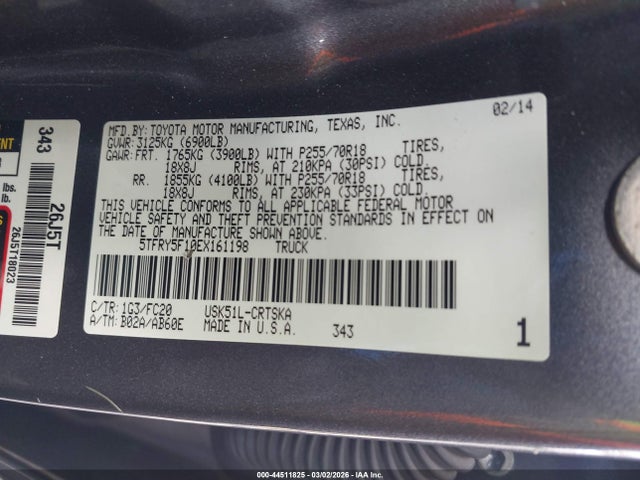 MFD.BY: TOYOTA MOTOR MANUFACTURING, TEXAS, INC. 02/14
GVWR: 3125KG (6900LB)
GAWR: FRT. 1765KG (3900LB) WITH P255/70R18 TIRES,
18X8J RIMS, AT 210KPA (30PSI) COLD.
RR. 1855KG (4100LB) WITH P255/70R18 TIRES,
18X8J RIMS, AT 230KPA (33PSI) COLD.
THIS VEHICLE CONFORMS TO ALL APPLICABLE FEDERAL MOTOR
VEHICLE SAFETY AND THEFT PREVENTION STANDARDS IN EFFECT ON
THE DATE OF MANUFACTURE SHOWN ABOVE.
5TFRY5F10EX161198 TRUCK
C/TR: 1G3/FC20 USK51L-CRTSKA
A/TM: B02A/AB60E MADE IN U.S.A. 343 1
343
26J5T
26J5T18023
lbs.
lbs.
000-44511825 - 03/02/2026 - IAA Inc.